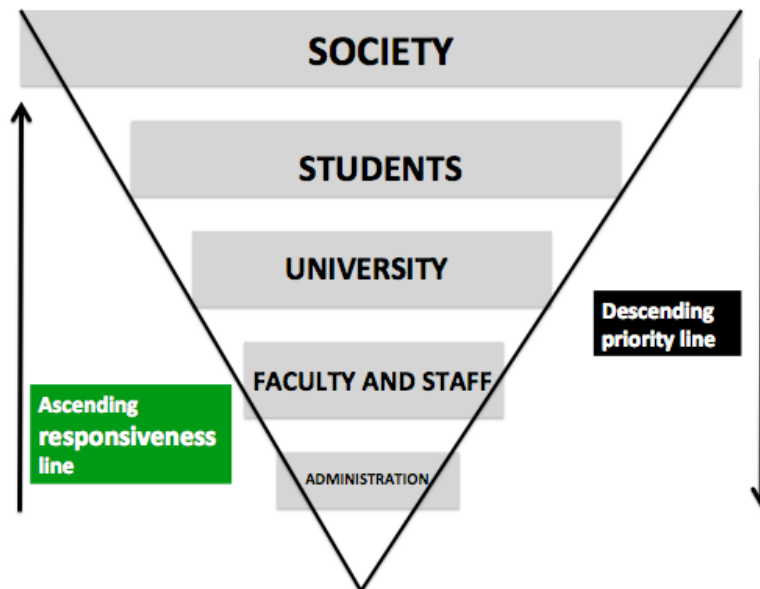 SOCIETY
STUDENTS
UNIVERSITY
Descending
priority line
FACULTY AND STAFF
Ascending
responsiveness
line
ADMINISTRATION